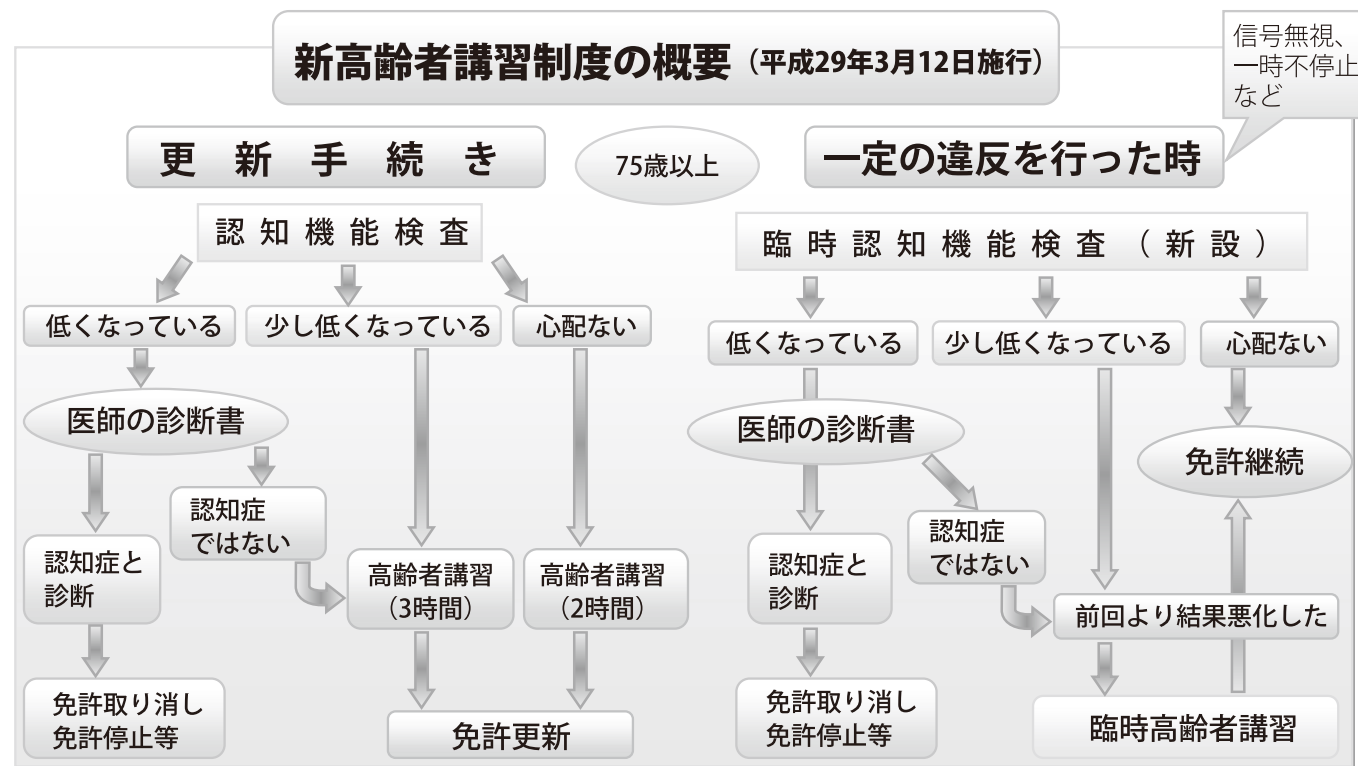 新高齢者講習制度の概要（平成29年3月12日施行）
信号無視、
一時不停止
など
更新手続き
75歳以上
一定の違反を行った時
認知機能検査
低くなっている
少し低くなっている
心配ない
医師の診断書
認知症
ではない
認知症と
診断
高齢者講習
（3時間）
高齢者講習
（2時間）
免許取り消し
免許停止等
免許更新
臨時認知機能検査（新設）
低くなっている
少し低くなっている
心配ない
医師の診断書
免許継続
認知症
ではない
認知症と
診断
前回より結果悪化した
免許取り消し
免許停止等
臨時高齢者講習